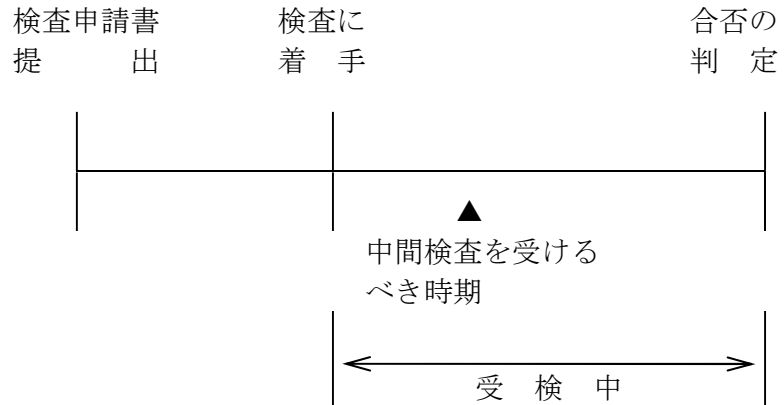 検査申請書
提　　出
検査に
着　手
合否の
判　定
▲
中間検査を受ける
べき時期
受　検　中